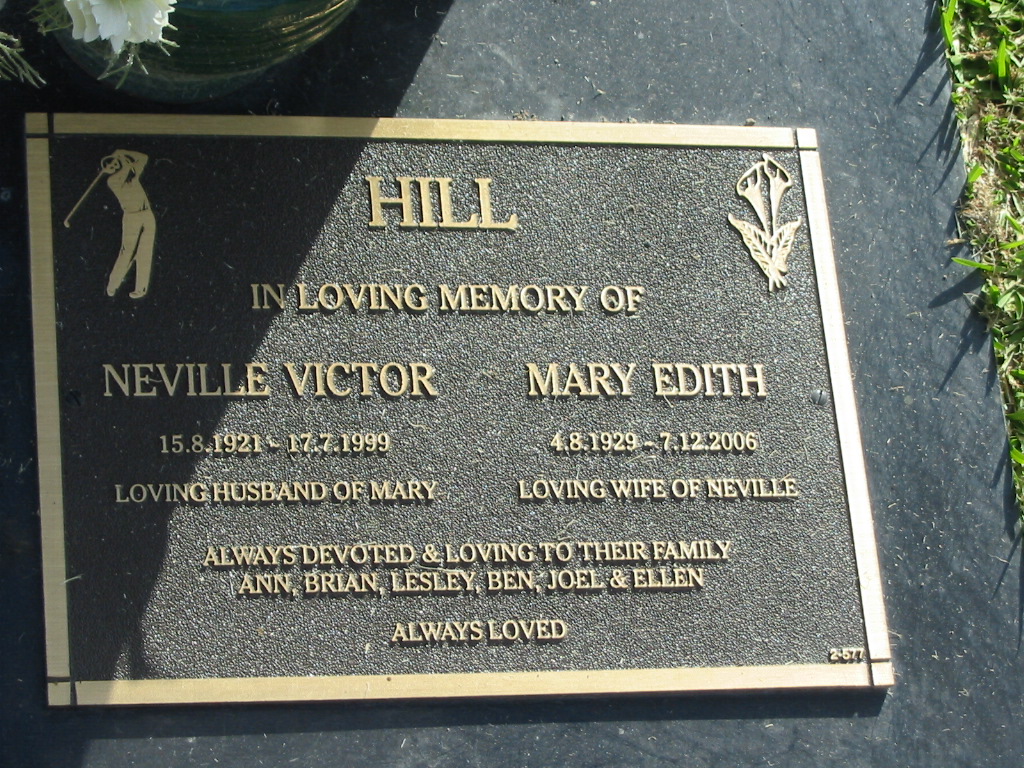 HILL
IN LOVING MEMORY OF
NEVILLE VICTOR MARY EDITH
15.8.1921 - 17.7.1999 4.8.1929 - 7.12.2006
LOVING HUSBAND OF MARY LOVING WIFE OF NEVILLE
ALWAYS DEVOTED & LOVING TO THEIR FAMILY
ANN, BRIAN, LESLEY, BEN, JOEL & ELLEN
ALWAYS LOVED
2-577